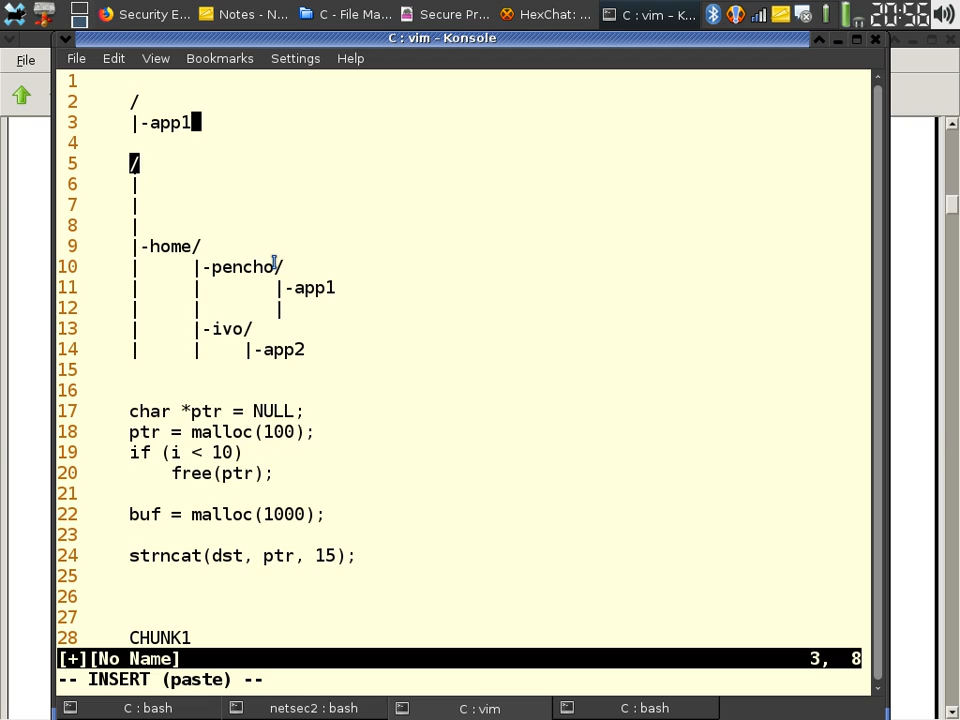 Security E...
Notes - N...
C - File Ma...
Secure Pr...
HexChat: ...
C : vim – K...
20:56
C : vim – Konsole
File
File Edit View Bookmarks Settings Help
1
2 /
3 |-app1
4
5 /
6 |
7 |
8 |
9 |-home/
10 | |-pencho/
11 | | |-app1
12 | | |
13 | |-ivo/
14 | | |-app2
15
16
17 char *ptr = NULL;
18 ptr = malloc(100);
19 if (i < 10)
20 free(ptr);
21
22 buf = malloc(1000);
23
24 strncat(dst, ptr, 15);
25
26
27
28 CHUNK1
[+][No Name] 3, 8
-- INSERT (paste) --
C : bash
netsec2 : bash
C : vim
C : bash